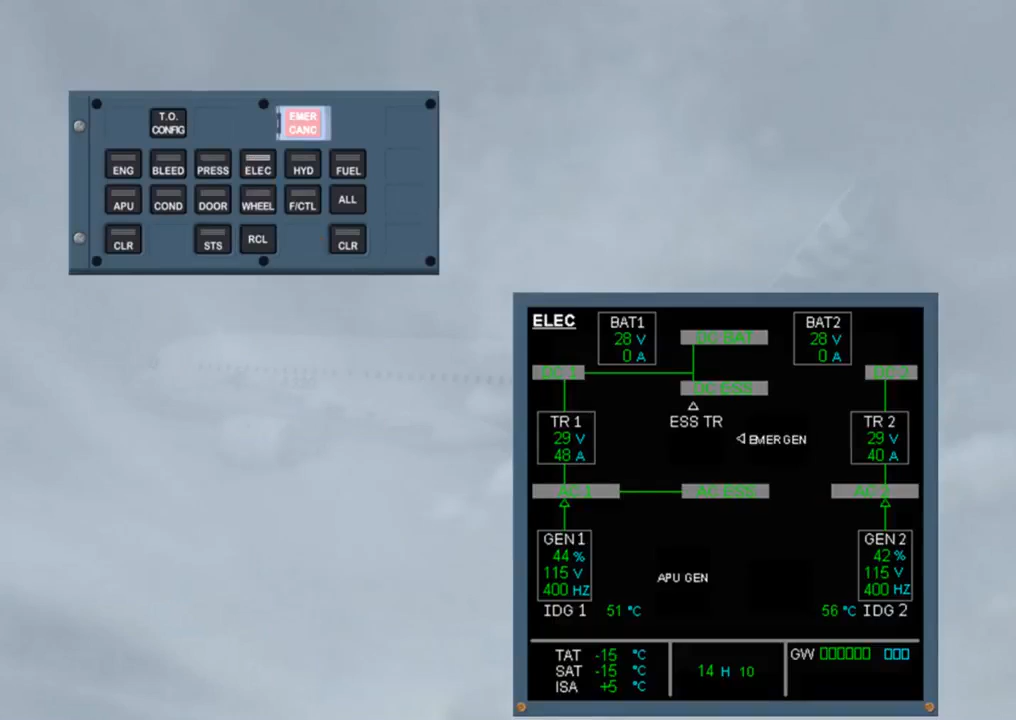 T.O.
CONFIG
EMER
CANC
ENG BLEED PRESS ELEC HYD FUEL
APU COND DOOR WHEEL F/CTL ALL
CLR STS RCL CLR
ELEC
BAT1
28 V
0 A
DC BAT
BAT2
28 V
0 A
DC 1
DC 2
DC ESS
ESS TR
EMER GEN
TR 1
29 V
48 A
TR 2
29 V
40 A
AC 1 AC ESS AC 2
GEN 1
44 %
115 V
400 HZ
IDG 1 51 °C
APU GEN
GEN 2
42 %
115 V
400 HZ
56 °C IDG 2
TAT -15 °C
SAT -15 °C
ISA +5 °C
14 H 10
GW